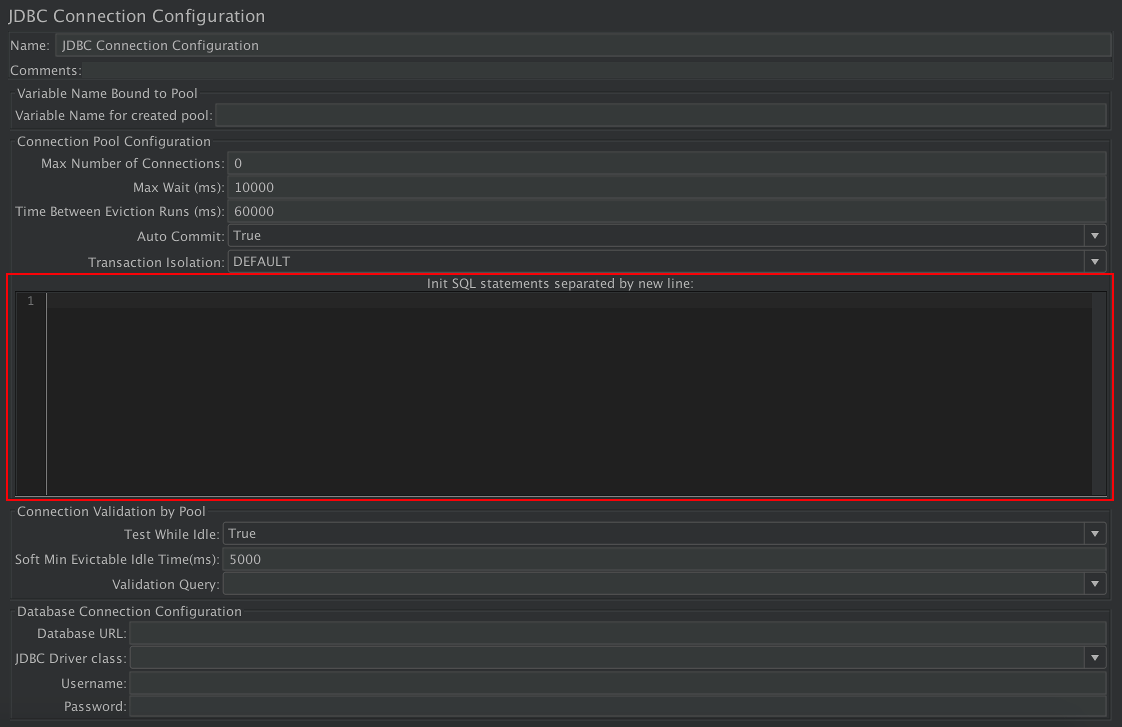 JDBC Connection Configuration
Name: JDBC Connection Configuration
Comments:
Variable Name Bound to Pool
Variable Name for created pool:
Connection Pool Configuration
Max Number of Connections: 0
Max Wait (ms): 10000
Time Between Eviction Runs (ms): 60000
Auto Commit: True
Transaction Isolation: DEFAULT
Init SQL statements separated by new line:
1
Connection Validation by Pool
Test While Idle: True
Soft Min Evictable Idle Time(ms): 5000
Validation Query:
Database Connection Configuration
Database URL:
JDBC Driver class:
Username:
Password: